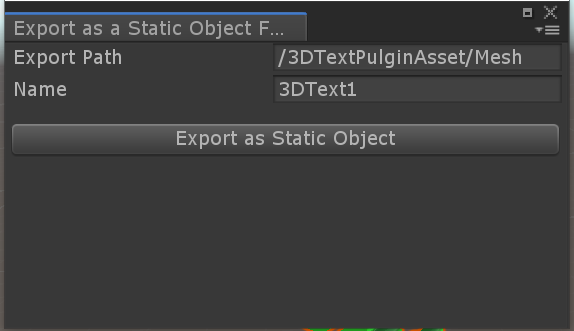 Export as a Static Object F...
Export Path /3DTextPulginAsset/Mesh
Name 3DText1
Export as Static Object